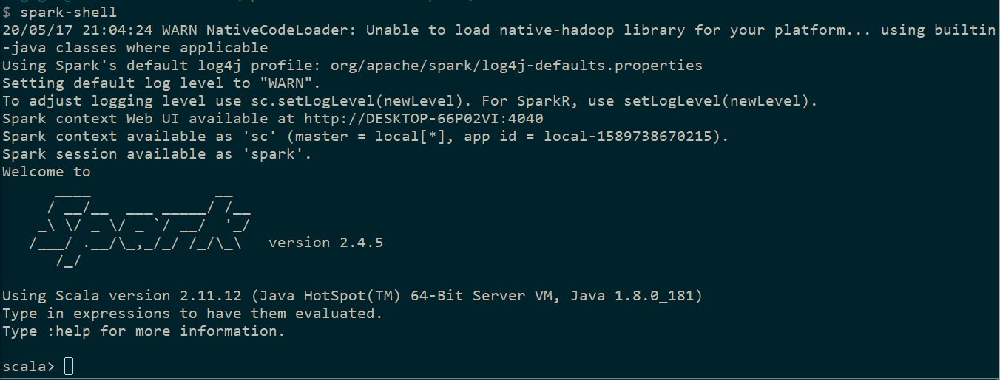 $ spark-shell
20/05/17 21:04:24 WARN NativeCodeLoader: Unable to load native-hadoop library for your platform... using builtin
-java classes where applicable
Using Spark's default log4j profile: org/apache/spark/log4j-defaults.properties
Setting default log level to "WARN".
To adjust logging level use sc.setLogLevel(newLevel). For SparkR, use setLogLevel(newLevel).
Spark context Web UI available at http://DESKTOP-66P02VI:4040
Spark context available as 'sc' (master = local[*], app id = local-1589738670215).
Spark session available as 'spark'.
Welcome to
      ____              __
     / __/__  ___ _____/ /__
    _\ \/ _ \/ _ `/ __/  '_/
   /___/ .__/\_,_/_/ /_/\_\   version 2.4.5
      /_/
Using Scala version 2.11.12 (Java HotSpot(TM) 64-Bit Server VM, Java 1.8.0_181)
Type in expressions to have them evaluated.
Type :help for more information.
scala>